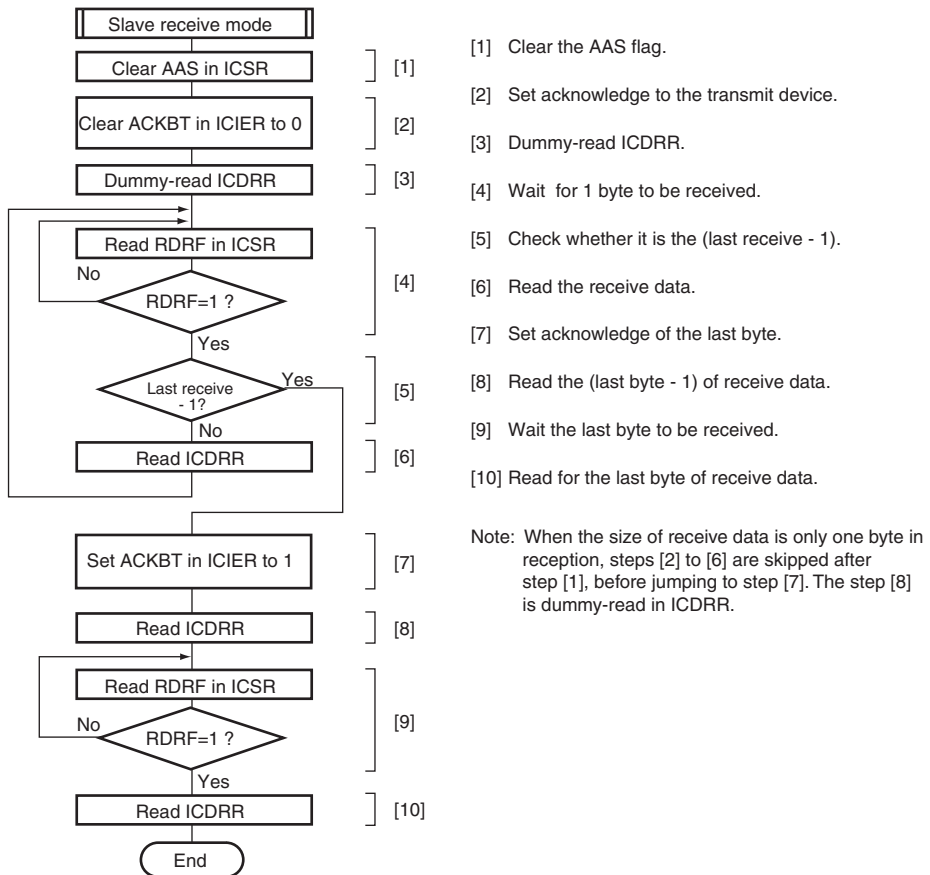 Slave receive mode
Clear AAS in ICSR
[1]
Clear ACKBT in ICIER to 0
[2]
Dummy-read ICDRR
[3]
Read RDRF in ICSR
No
RDRF=1 ?
[4]
Yes
Last receive
- 1?
Yes
[5]
No
Read ICDRR
[6]
Set ACKBT in ICIER to 1
[7]
Read ICDRR
[8]
Read RDRF in ICSR
No
RDRF=1 ?
[9]
Yes
Read ICDRR
[10]
End
[1] Clear the AAS flag.
[2] Set acknowledge to the transmit device.
[3] Dummy-read ICDRR.
[4] Wait for 1 byte to be received.
[5] Check whether it is the (last receive - 1).
[6] Read the receive data.
[7] Set acknowledge of the last byte.
[8] Read the (last byte - 1) of receive data.
[9] Wait the last byte to be received.
[10] Read for the last byte of receive data.
Note: When the size of receive data is only one byte in
reception, steps [2] to [6] are skipped after
step [1], before jumping to step [7]. The step [8]
is dummy-read in ICDRR.